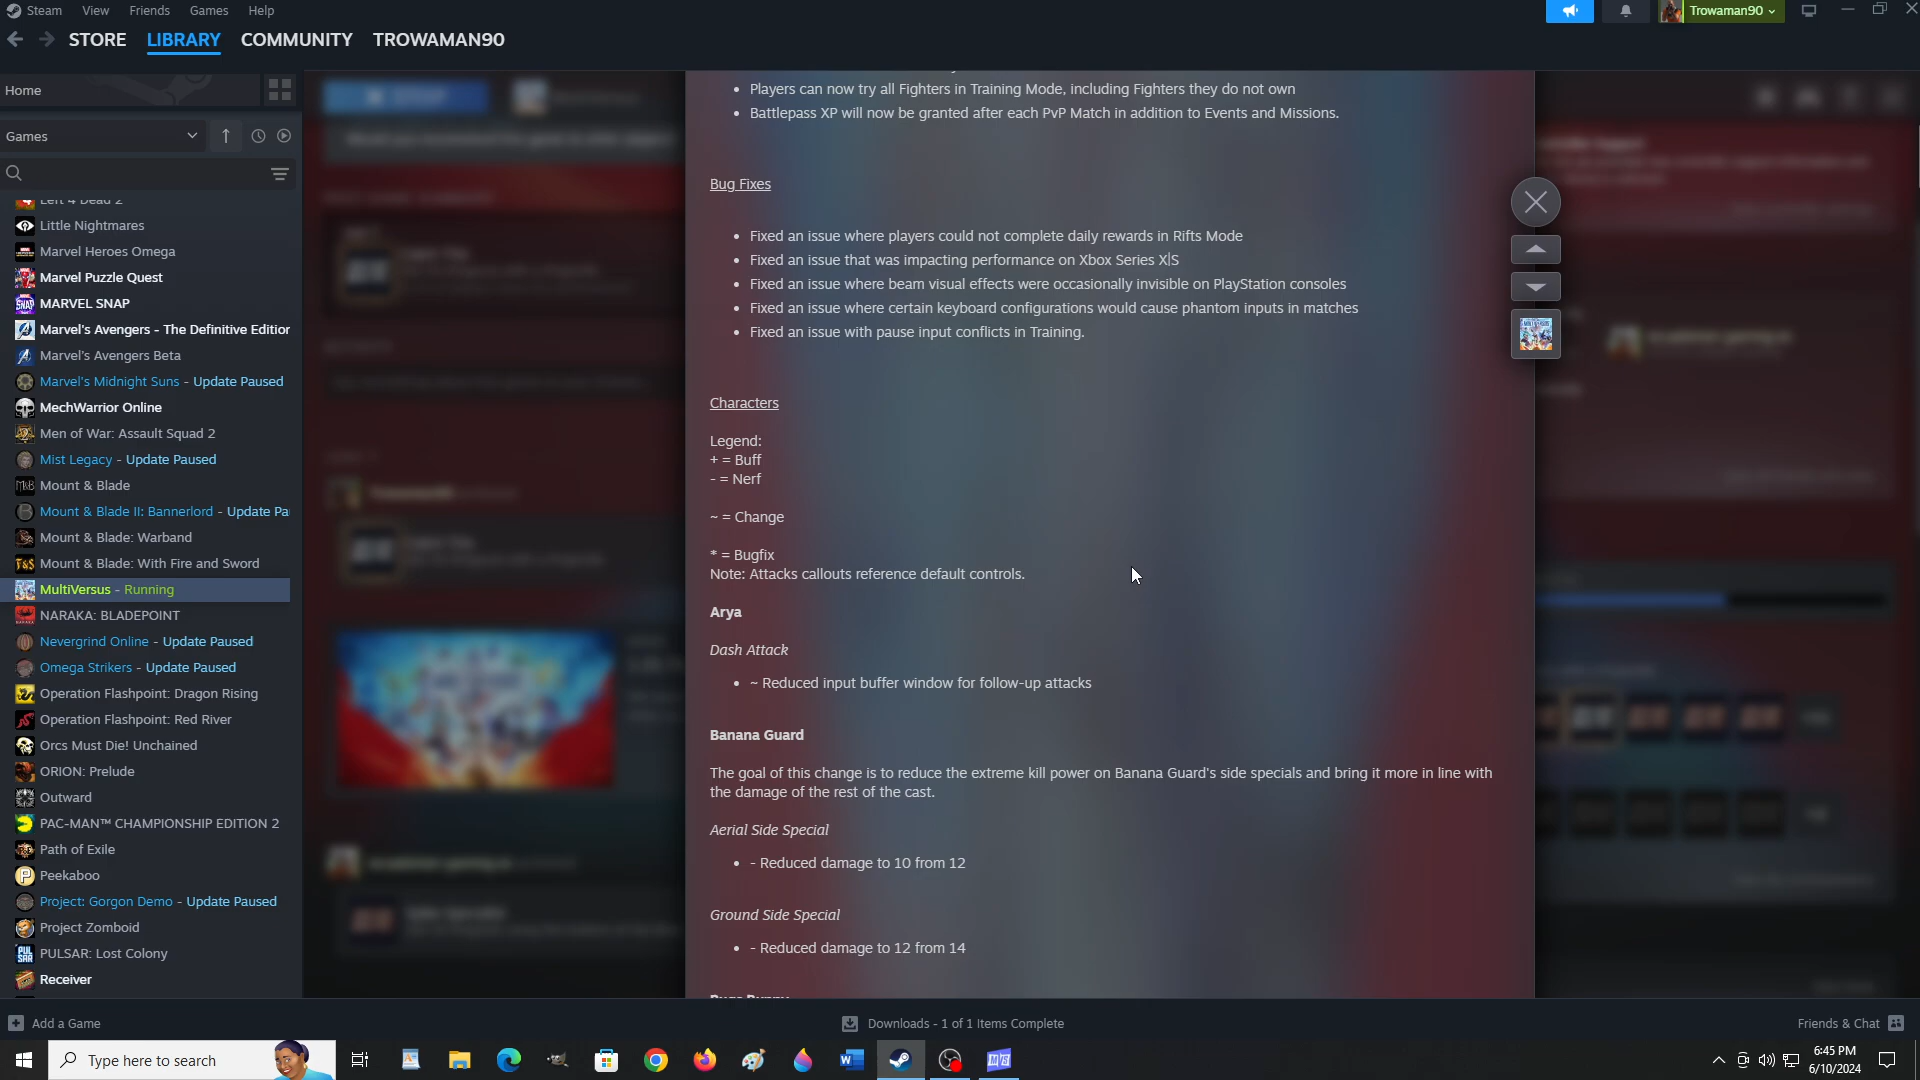 Steam View Friends Games Help
Trowaman90
STORE LIBRARY COMMUNITY TROWAMAN90
Home
Games
Left 4 Dead 2
Little Nightmares
Marvel Heroes Omega
Marvel Puzzle Quest
MARVEL SNAP
Marvel's Avengers - The Definitive Edition
Marvel's Avengers Beta
Marvel's Midnight Suns - Update Paused
MechWarrior Online
Men of War: Assault Squad 2
Mist Legacy - Update Paused
Mount & Blade
Mount & Blade II: Bannerlord - Update Pa
Mount & Blade: Warband
Mount & Blade: With Fire and Sword
MultiVersus - Running
NARAKA: BLADEPOINT
Nevergrind Online - Update Paused
Omega Strikers - Update Paused
Operation Flashpoint: Dragon Rising
Operation Flashpoint: Red River
Orcs Must Die! Unchained
ORION: Prelude
Outward
PAC-MAN™ CHAMPIONSHIP EDITION 2
Path of Exile
Peekaboo
Project: Gorgon Demo - Update Paused
Project Zomboid
PULSAR: Lost Colony
Receiver
• Players can now try all Fighters in Training Mode, including Fighters they do not own
• Battlepass XP will now be granted after each PvP Match in addition to Events and Missions.
Bug Fixes
• Fixed an issue where players could not complete daily rewards in Rifts Mode
• Fixed an issue that was impacting performance on Xbox Series X|S
• Fixed an issue where beam visual effects were occasionally invisible on PlayStation consoles
• Fixed an issue where certain keyboard configurations would cause phantom inputs in matches
• Fixed an issue with pause input conflicts in Training.
Characters
Legend:
+ = Buff
- = Nerf
~ = Change
* = Bugfix
Note: Attacks callouts reference default controls.
Arya
Dash Attack
• ~ Reduced input buffer window for follow-up attacks
Banana Guard
The goal of this change is to reduce the extreme kill power on Banana Guard's side specials and bring it more in line with
the damage of the rest of the cast.
Aerial Side Special
• - Reduced damage to 10 from 12
Ground Side Special
• - Reduced damage to 12 from 14
Bugs Bunny
Add a Game
Downloads - 1 of 1 Items Complete
Friends & Chat
Type here to search
6:45 PM
6/10/2024